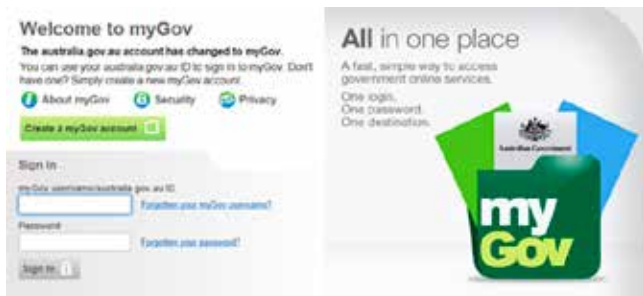 Welcome to myGov
The australia.gov.au account has changed to myGov.
You can use your australia.gov.au ID to sign in to myGov. Don't
have one? Simply create a new myGov account.
About myGov
Security
Privacy
Create a myGov account
Sign In
myGov username/australia.gov.au ID
Forgotten your myGov username?
Password
Forgotten your password?
Sign In
All in one place
A fast, simple way to access
government online services.
One login.
One password.
One destination.
Australian Government
my
Gov